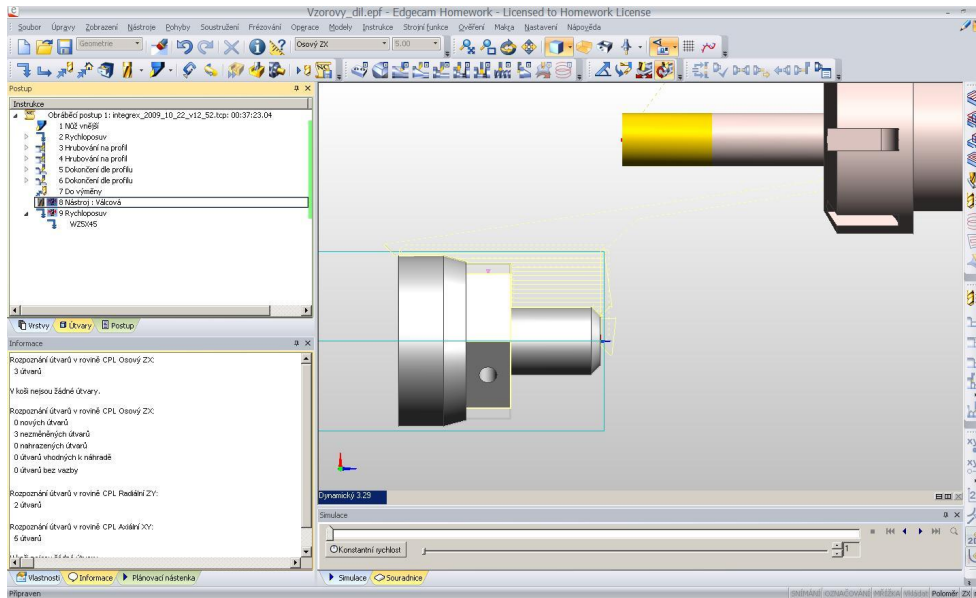 Vzorovy_dil.epf - Edgecam Homework - Licensed to Homework License
Soubor Úpravy Zobrazení Nástroje Pohyby Soustružení Frézování Operace Modely Instrukce Strojní funkce Ověření Makra Nastavení Nápověda
Geometrie Osový ZX 5.00
Postup
Instrukce
Obráběcí postup 1: integrex_2009_10_22_v12_52.tcp: 00:37:23.04
1 Nůž vnější
2 Rychloposuv
3 Hrubování na profil
4 Hrubování na profil
5 Dokončení dle profilu
6 Dokončení dle profilu
7 Do výměny
8 Nástroj : Válcová
9 Rychloposuv
WZ5X45
Vrstvy Útvary Postup
Informace
Rozpoznání útvarů v rovině CPL Osový ZX:
3 útvarů
V koši nejsou žádné útvary.
Rozpoznání útvarů v rovině CPL Osový ZX:
0 nových útvarů
3 nezměněných útvarů
0 nahrazených útvarů
0 útvarů vhodných k náhradě
0 útvarů bez vazby
Rozpoznání útvarů v rovině CPL Radiální ZY:
2 útvarů
Rozpoznání útvarů v rovině CPL Axiální XY:
6 útvarů
Vlastnosti Informace Plánovací nástenka
Dynamický 3.29
Simulace
Konstantní rychlost 1
Simulace Souradnice
Připraven
SNÍMÁNÍ OZNAČOVÁNÍ MŘÍŽKA Vkládat Poloměr ZX